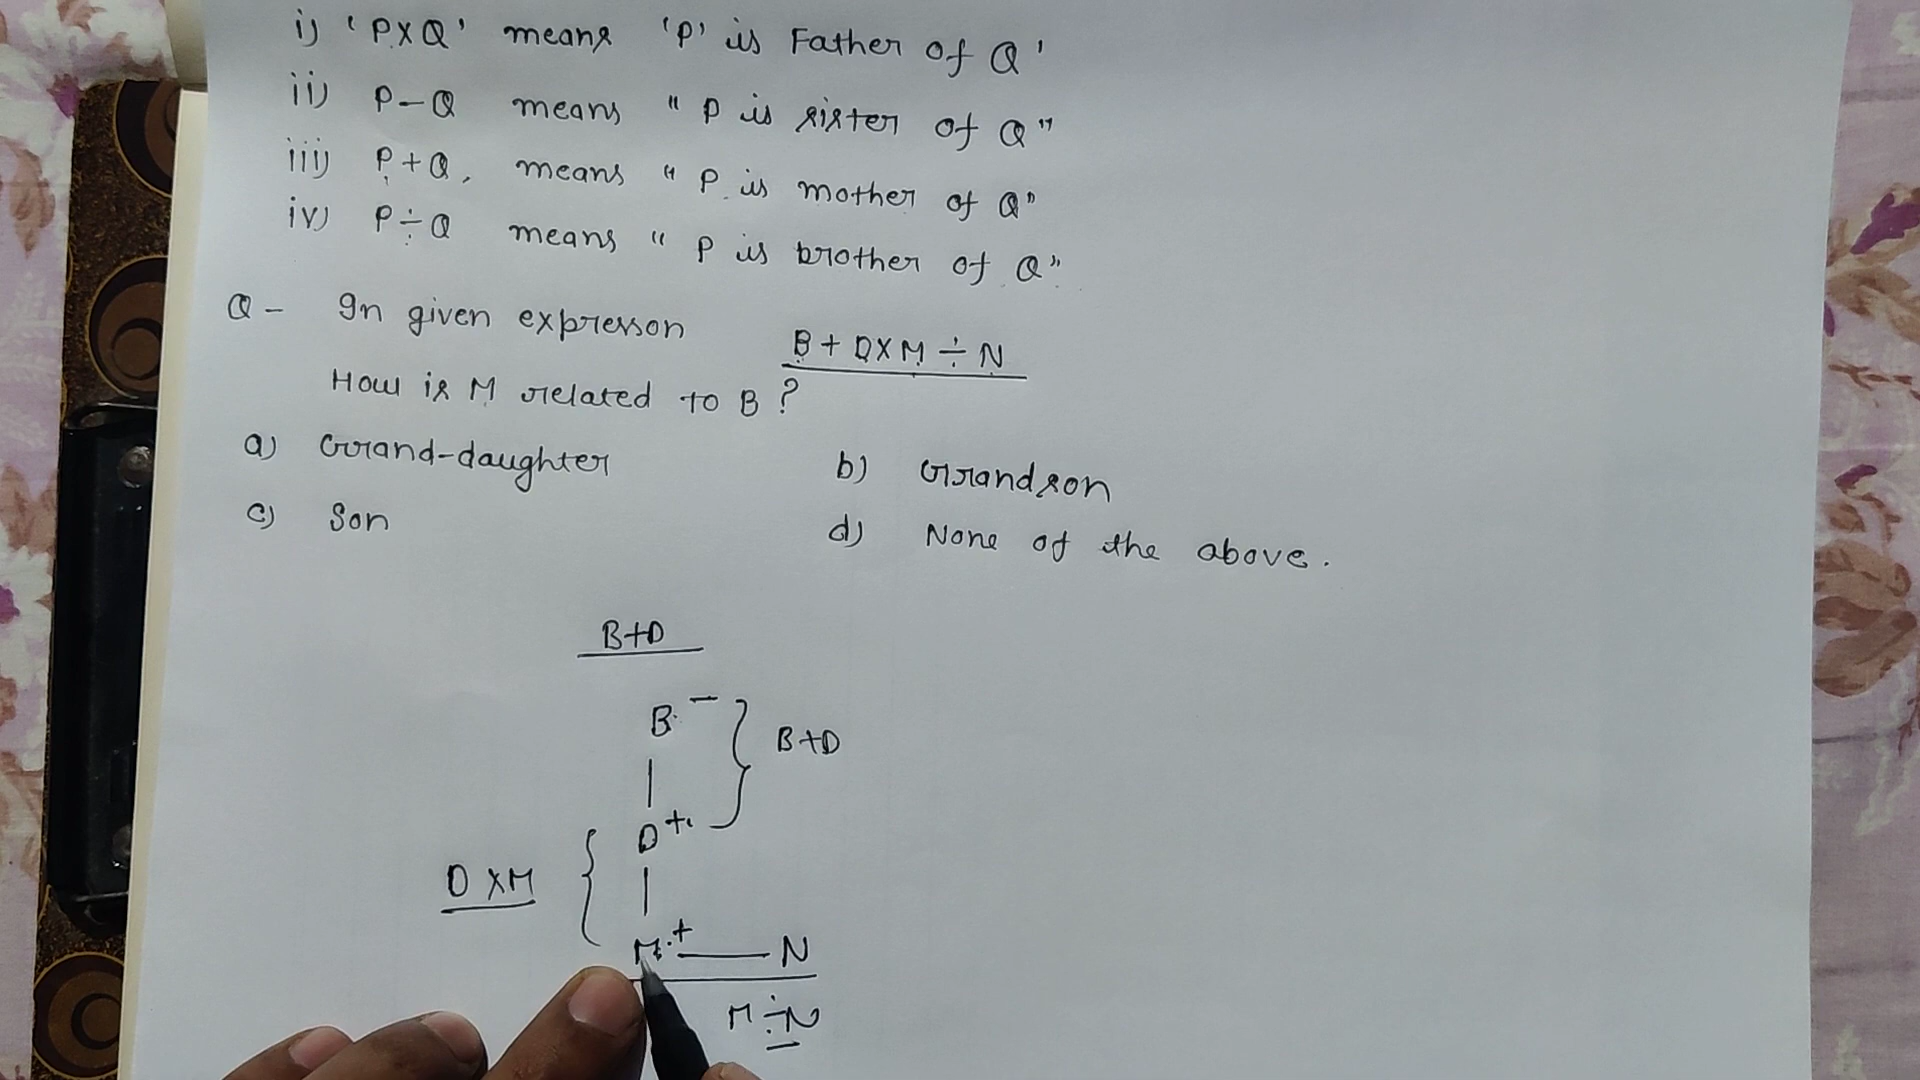 i) 'P×Q' means 'P' is Father of Q'
ii) P-Q means " P is sister of Q"
iii) P+Q, means " P is mother of Q"
iv) P÷Q means " P is brother of Q"
Q- In given expresson B+D×M÷N
How is M related to B ?
a) Grand-daughter b) Grandson
c) Son d) None of the above.
B+D
B - } B+D
|
D +
D×M {
|
M + — N
M÷N